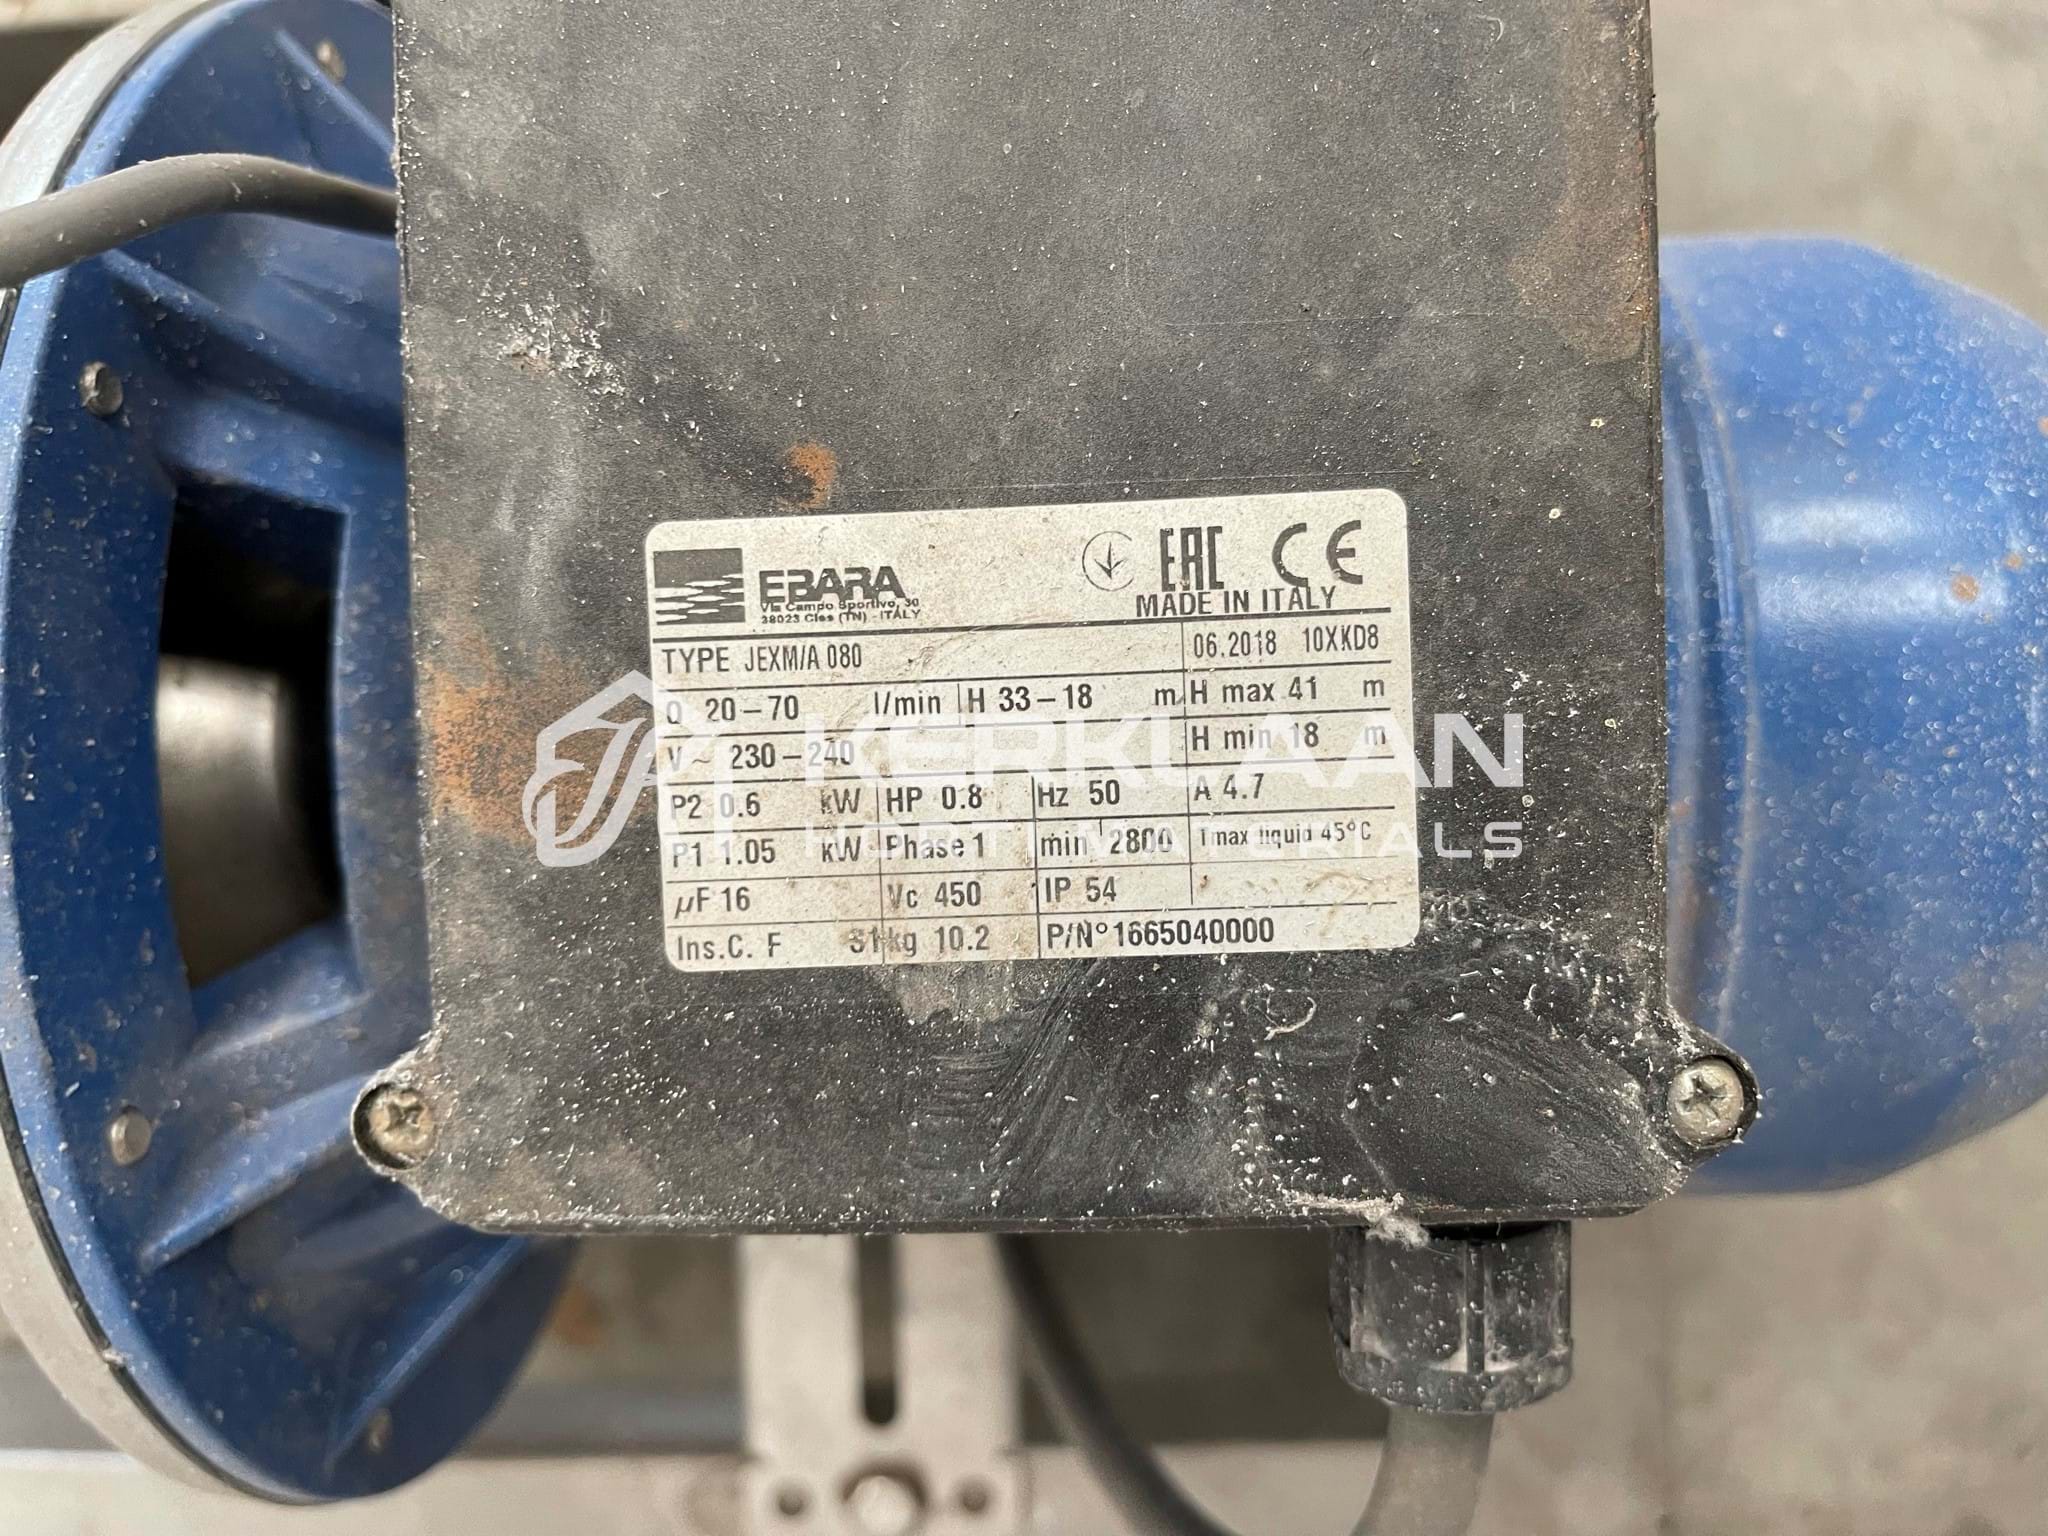 EBARA
Via Campo Sportivo, 30
38023 Cles (TN) - ITALY
EAC CE
MADE IN ITALY
TYPE JEXM/A 080 06.2018 10XKD8
Q 20-70 l/min H 33-18 m H max 41 m
V~ 230-240 H min 18 m
P2 0.6 kW HP 0.8 Hz 50 A 4.7
P1 1.05 kW Phase 1 min 2800 Tmax liquid 45°C
µF 16 Vc 450 IP 54
Ins.C. F S1 kg 10.2 P/N° 1665040000
KERKLAAN
HORTI MATERIALS